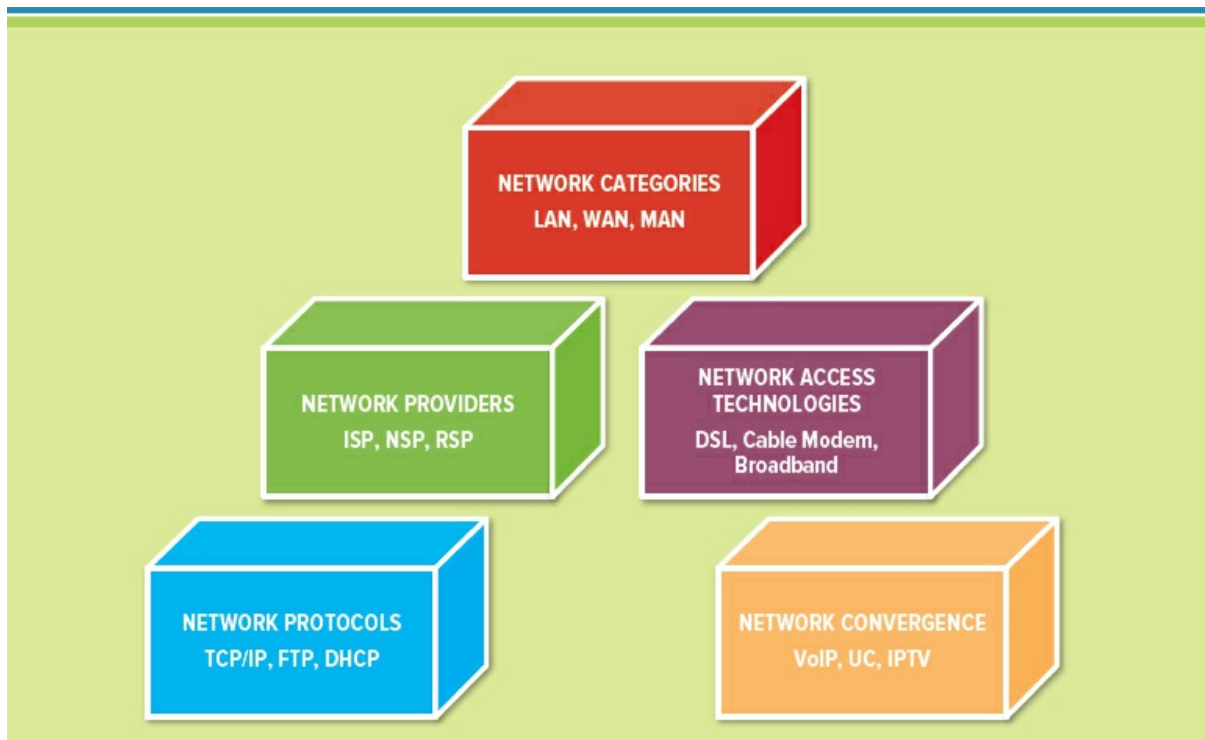 NETWORK CATEGORIES
LAN, WAN, MAN
NETWORK PROVIDERS
ISP, NSP, RSP
NETWORK ACCESS
TECHNOLOGIES
DSL, Cable Modem,
Broadband
NETWORK PROTOCOLS
TCP/IP, FTP, DHCP
NETWORK CONVERGENCE
VoIP, UC, IPTV